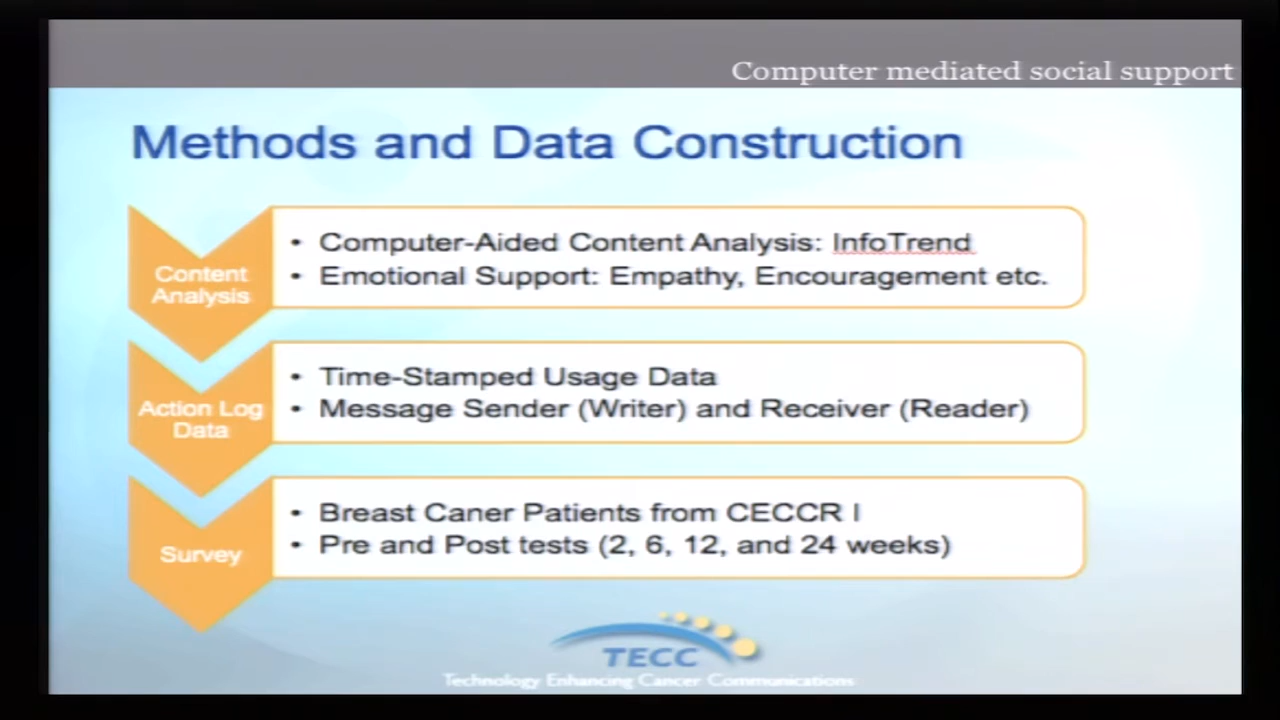 Computer mediated social support
Methods and Data Construction
Content
Analysis
• Computer-Aided Content Analysis: InfoTrend
• Emotional Support: Empathy, Encouragement etc.
Action Log
Data
• Time-Stamped Usage Data
• Message Sender (Writer) and Receiver (Reader)
Survey
• Breast Caner Patients from CECCR I
• Pre and Post tests (2, 6, 12, and 24 weeks)
TECC
Technology Enhancing Cancer Communications